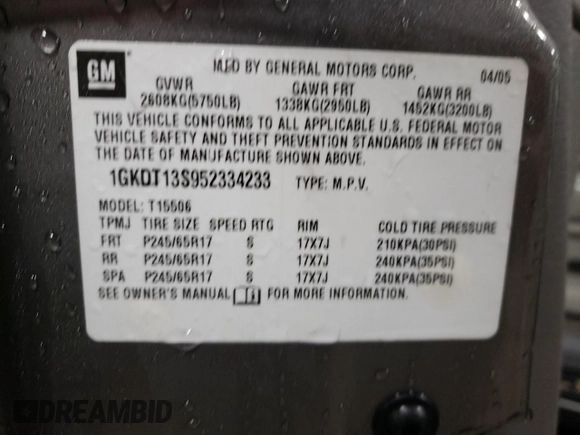 GM
MFD BY GENERAL MOTORS CORP. 04/05
GVWR GAWR FRT GAWR RR
2608KG(5750LB) 1338KG(2950LB) 1452KG(3200LB)
THIS VEHICLE CONFORMS TO ALL APPLICABLE U.S. FEDERAL MOTOR
VEHICLE SAFETY AND THEFT PREVENTION STANDARDS IN EFFECT ON
THE DATE OF MANUFACTURE SHOWN ABOVE.
1GKDT13S952334233 TYPE: M.P.V.
MODEL: T15506
TPMJ TIRE SIZE SPEED RTG RIM COLD TIRE PRESSURE
FRT P245/65R17 S 17X7J 210KPA(30PSI)
RR P245/65R17 S 17X7J 240KPA(35PSI)
SPA P245/65R17 S 17X7J 240KPA(35PSI)
SEE OWNER'S MANUAL FOR MORE INFORMATION.
DREAMBID